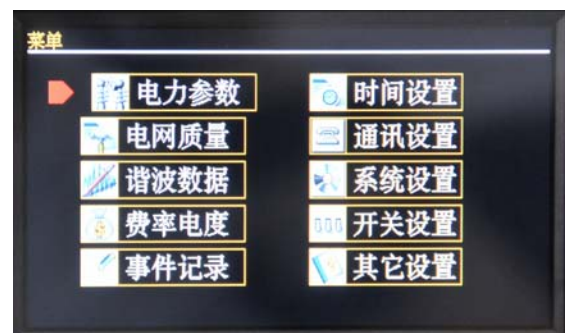 菜单
电力参数
时间设置
电网质量
通讯设置
谐波数据
系统设置
费率电度
开关设置
事件记录
其它设置